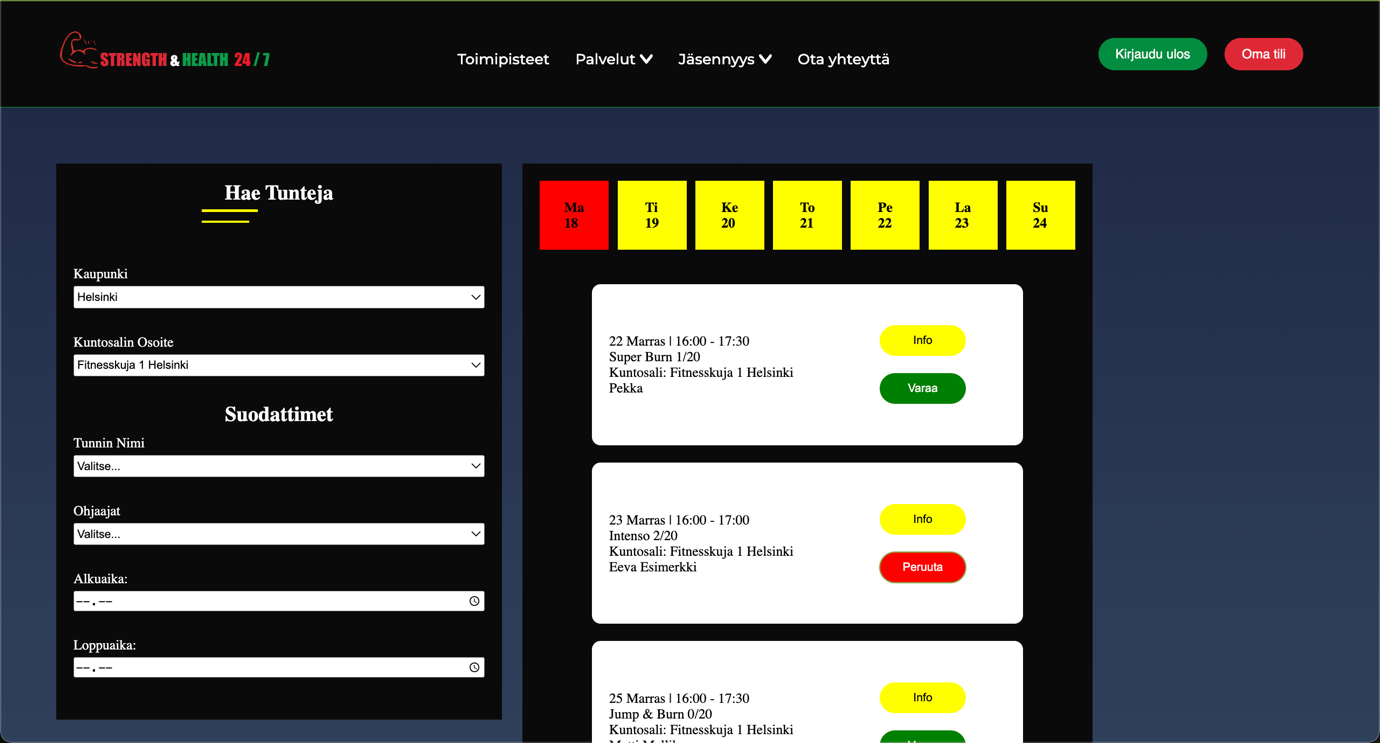 STRENGTH & HEALTH 24 / 7
Toimipisteet
Palvelut
Jäsennyys
Ota yhteyttä
Kirjaudu ulos
Oma tili
Hae Tunteja
Kaupunki
Helsinki
Kuntosalin Osoite
Fitnesskuja 1 Helsinki
Suodattimet
Tunnin Nimi
Valitse...
Ohjaajat
Valitse...
Alkuaika:
--.--
Loppuaika:
--.--
Ma
18
Ti
19
Ke
20
To
21
Pe
22
La
23
Su
24
22 Marras | 16:00 - 17:30
Super Burn 1/20
Kuntosali: Fitnesskuja 1 Helsinki
Pekka
Info
Varaa
23 Marras | 16:00 - 17:00
Intenso 2/20
Kuntosali: Fitnesskuja 1 Helsinki
Eeva Esimerkki
Info
Peruuta
25 Marras | 16:00 - 17:30
Jump & Burn 0/20
Kuntosali: Fitnesskuja 1 Helsinki
Info